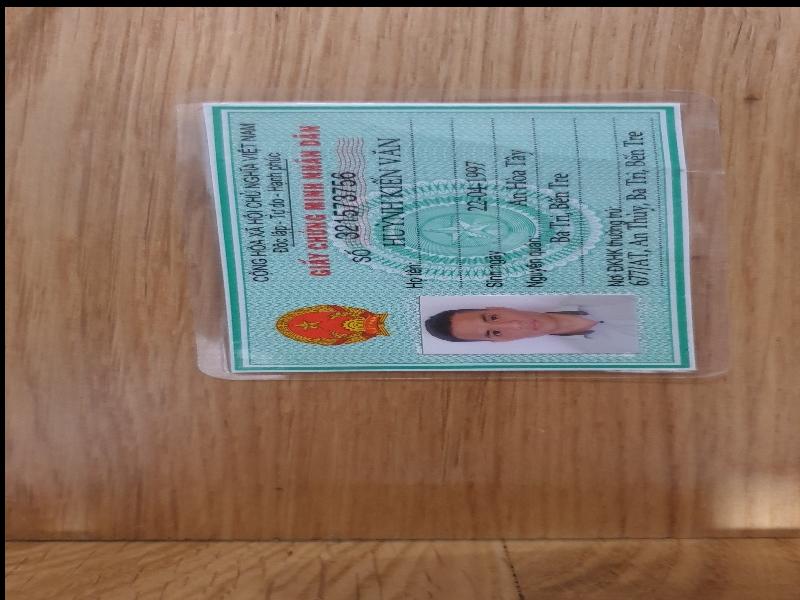 CỘNG HÒA XÃ HỘI CHỦ NGHĨA VIỆT NAM
Độc lập - Tự do - Hạnh phúc
GIẤY CHỨNG MINH NHÂN DÂN
SỐ 321573756
Họ tên: HUỲNH KIẾN VĂN
Sinh ngày 22-04-1997
Nguyên quán An Hòa Tây
Ba Tri, Bến Tre
Nơi ĐKHK thường trú:
677/AT, An Thủy, Ba Tri, Bến Tre